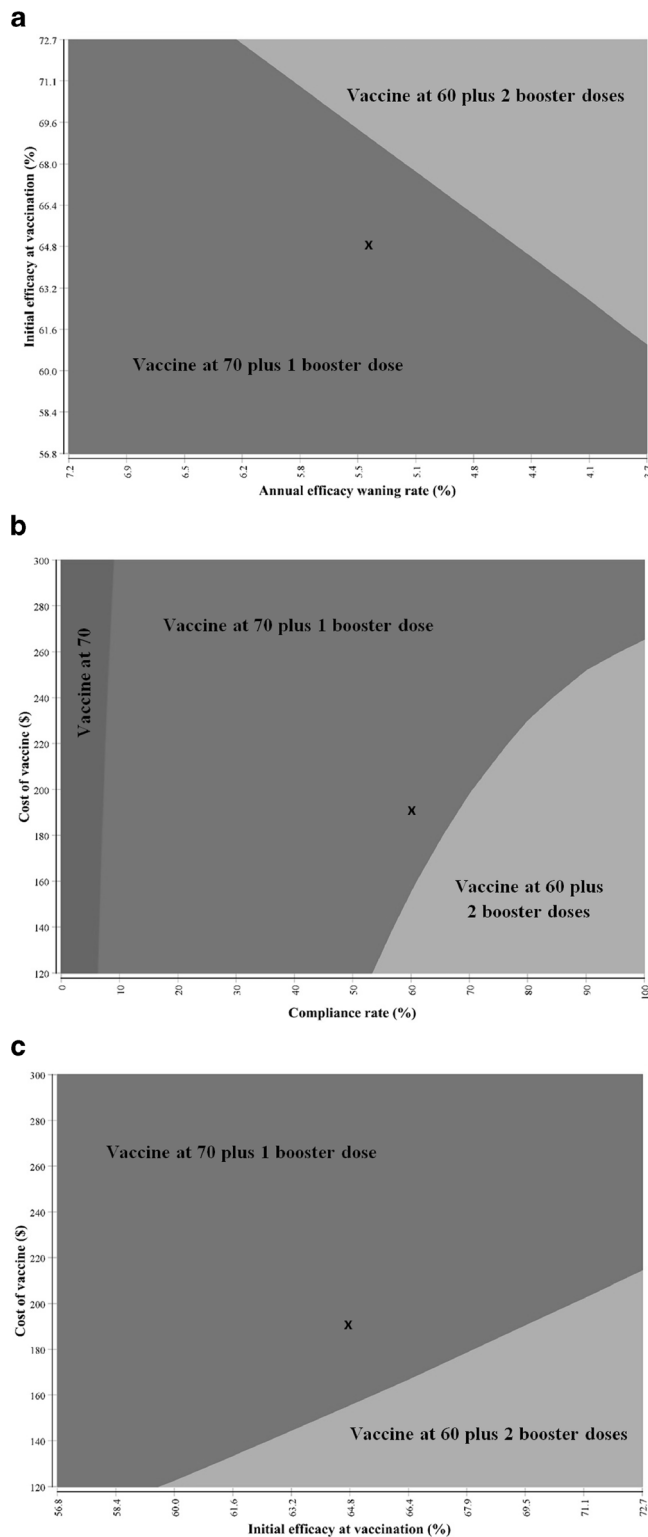 a
72.7
71.1
69.6
68.0
66.4
64.8
63.2
61.6
60.0
58.4
56.8
Initial efficacy at vaccination (%)
Vaccine at 60 plus 2 booster doses
x
Vaccine at 70 plus 1 booster dose
7.2 6.9 6.5 6.2 5.8 5.5 5.1 4.8 4.4 4.1
Annual efficacy waning rate (%)
b
300
280
260
240
220
200
180
160
140
120
Cost of vaccine ($)
Vaccine at 70
Vaccine at 70 plus 1 booster dose
x
Vaccine at 60 plus
2 booster doses
0 10 20 30 40 50 60 70 80 90 100
Compliance rate (%)
c
300
280
260
240
220
200
180
160
140
120
Cost of vaccine ($)
Vaccine at 70 plus 1 booster dose
x
Vaccine at 60 plus 2 booster doses
56.8 58.4 60.0 61.6 63.2 64.8 66.4 67.9 69.5 71.1 72.7
Initial efficacy at vaccination (%)